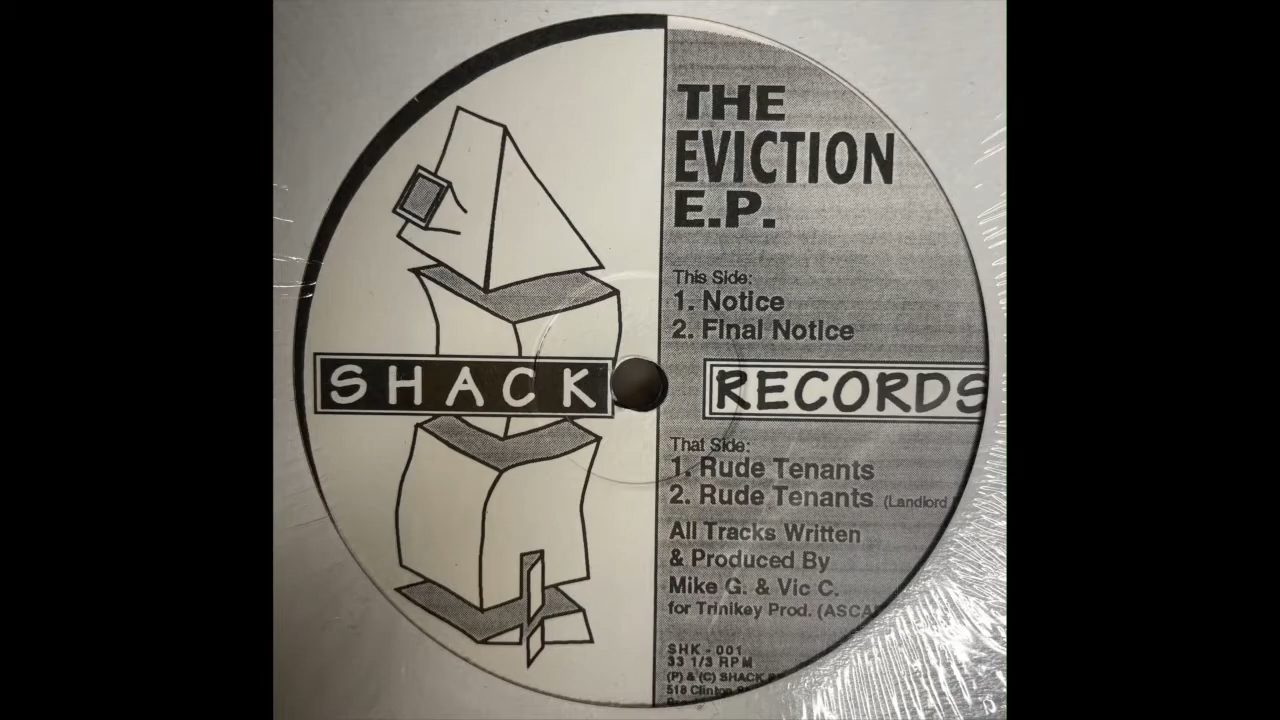 THE
EVICTION
E.P.
This Side:
1. Notice
2. Final Notice
SHACK RECORDS
That Side:
1. Rude Tenants
2. Rude Tenants (Landlord
All Tracks Written
& Produced By
Mike G. & Vic C.
for Trinikey Prod. (ASCA
SHK - 001
33 1/3 RPM
(P) & (C) SHACK
518 Clinton